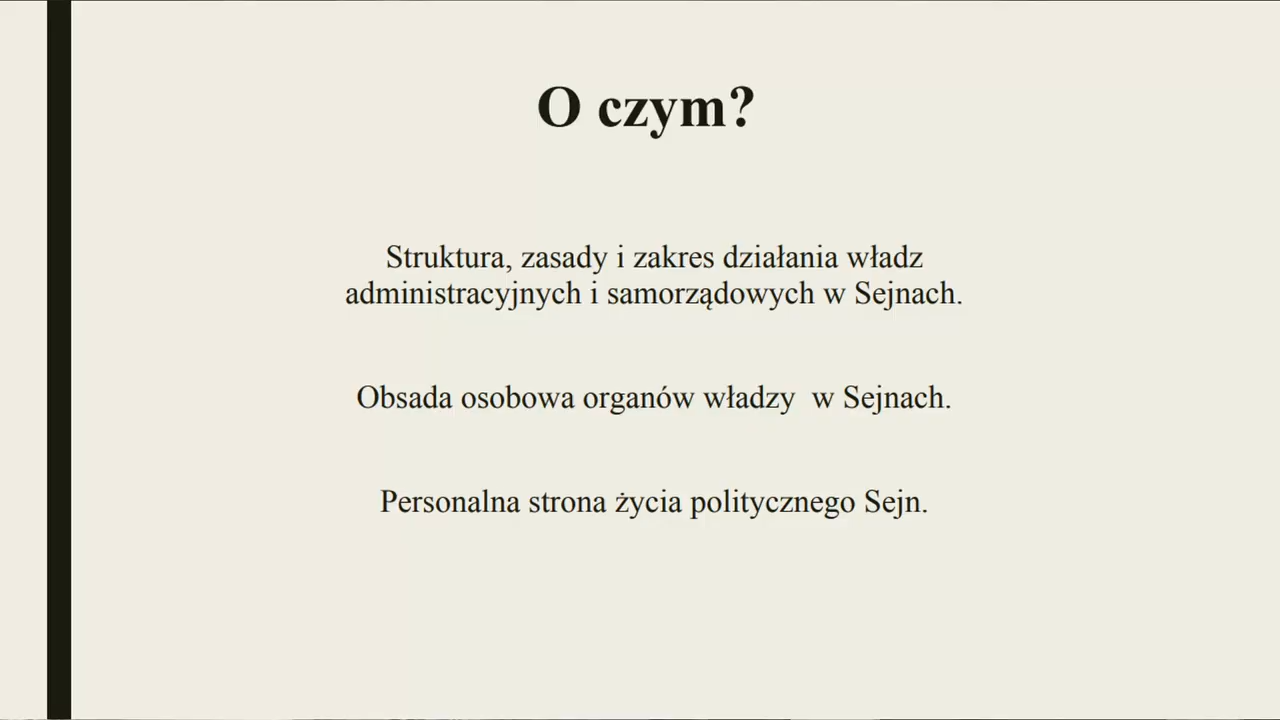 O czym?
Struktura, zasady i zakres działania władz
administracyjnych i samorządowych w Sejnach.
Obsada osobowa organów władzy  w Sejnach.
Personalna strona życia politycznego Sejn.